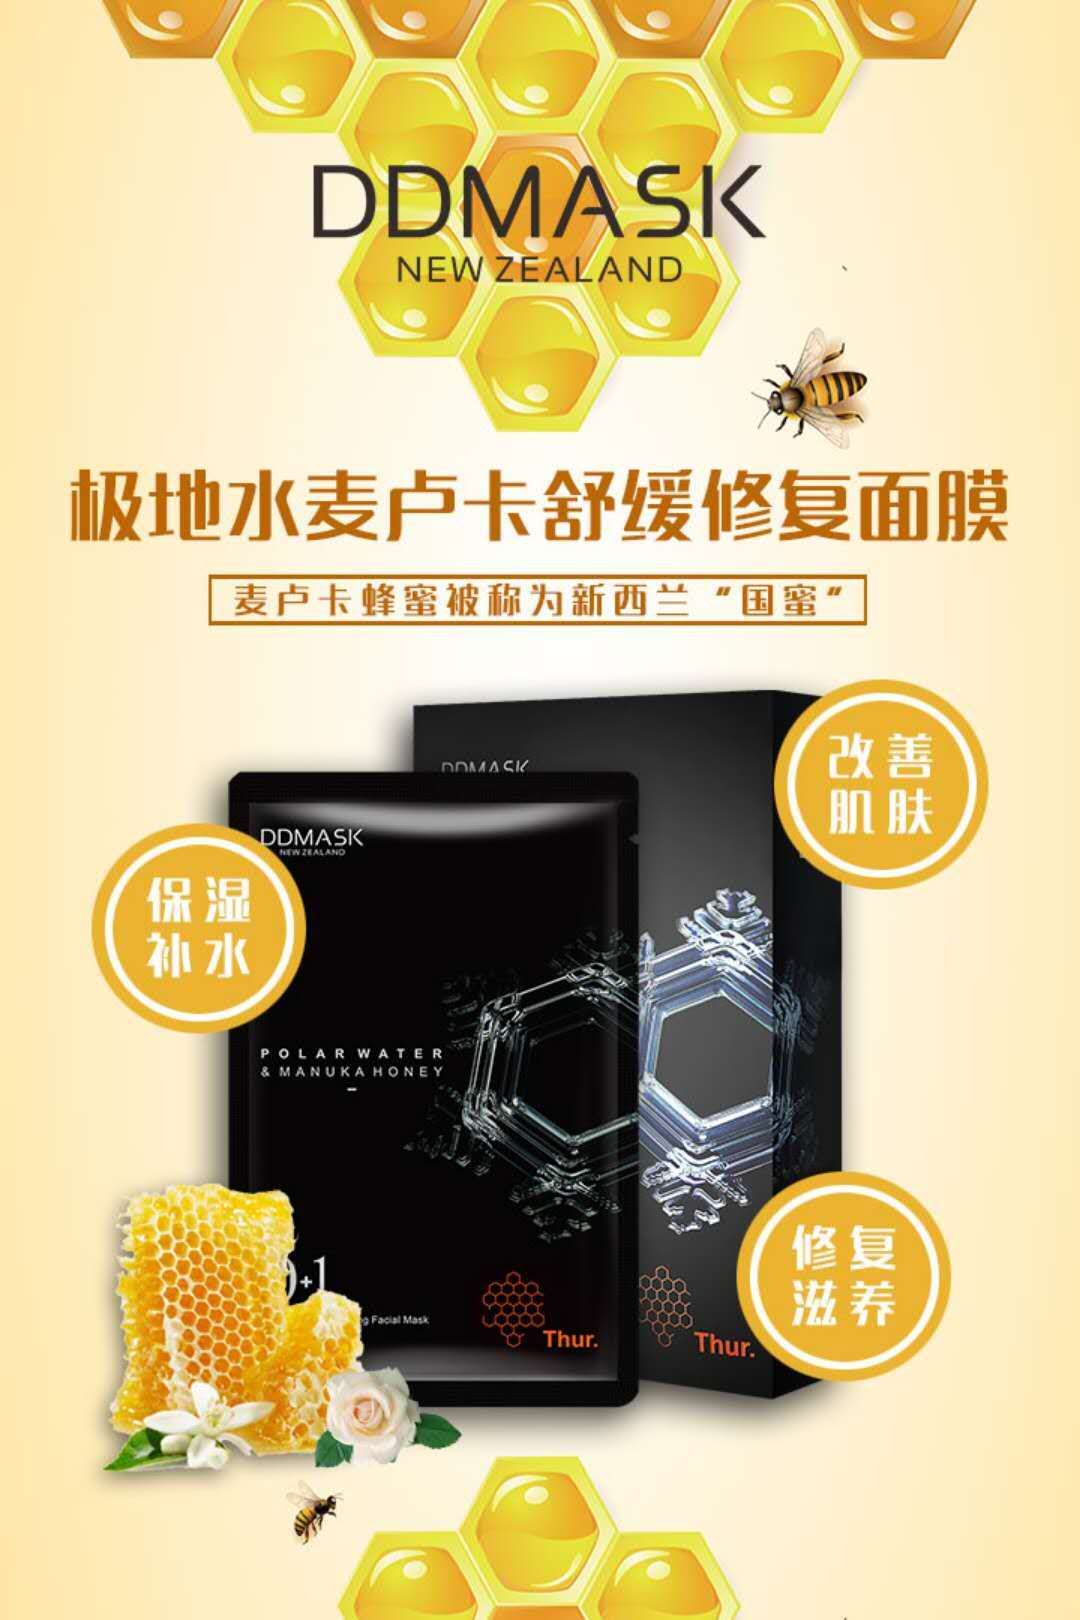 DDMASK
NEW ZEALAND
极地水麦卢卡舒缓修复面膜
麦卢卡蜂蜜被称为新西兰“国蜜”
改善
肌肤
DDMASK
DDMASK
NEW ZEALAND
保湿
补水
POLAR WATER
& MANUKA HONEY
修复
滋养
+1
Facial Mask
Thur.
Thur.